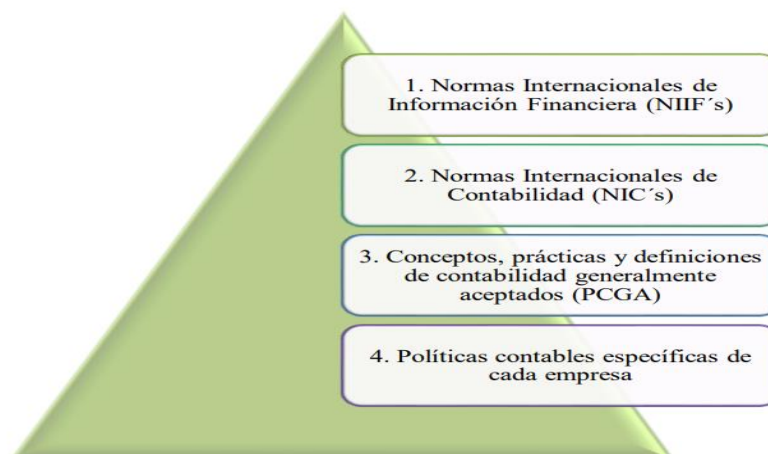 1. Normas Internacionales de
Información Financiera (NIIF´s)
2. Normas Internacionales de
Contabilidad (NIC´s)
3. Conceptos, prácticas y definiciones
de contabilidad generalmente
aceptados (PCGA)
4. Políticas contables específicas de
cada empresa